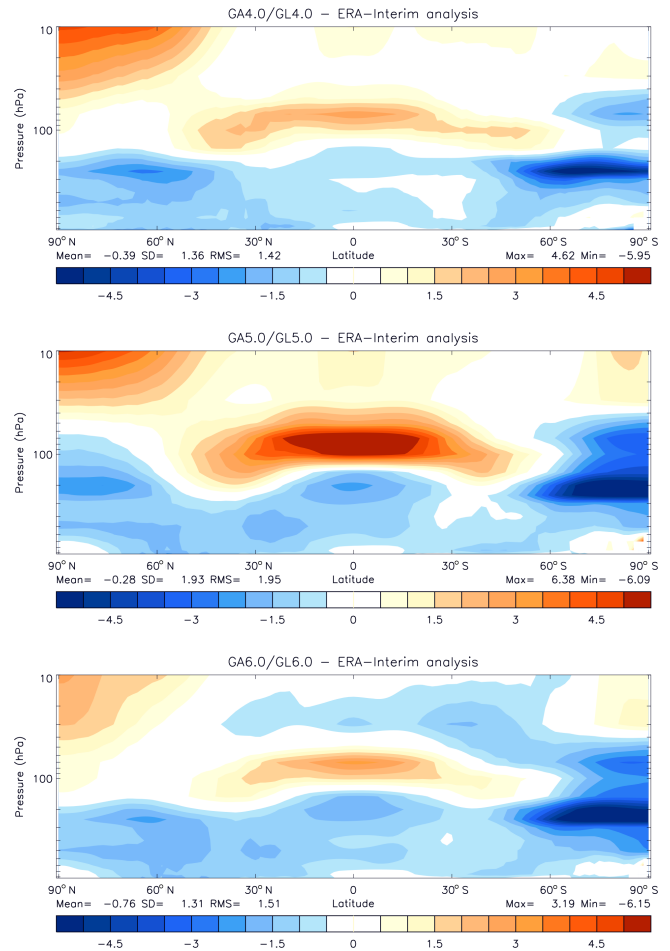 GA4.0/GL4.0 − ERA−Interim analysis
10
100
Pressure (hPa)
90° N 60° N 30° N 0 30° S 60° S 90° S
Mean= −0.39 SD= 1.36 RMS= 1.42 Latitude Max= 4.62 Min= −5.95
−4.5 −3 −1.5 0 1.5 3 4.5
GA5.0/GL5.0 − ERA−Interim analysis
10
100
Pressure (hPa)
90° N 60° N 30° N 0 30° S 60° S 90° S
Mean= −0.28 SD= 1.93 RMS= 1.95 Latitude Max= 6.38 Min= −6.09
−4.5 −3 −1.5 0 1.5 3 4.5
GA6.0/GL6.0 − ERA−Interim analysis
10
100
Pressure (hPa)
90° N 60° N 30° N 0 30° S 60° S 90° S
Mean= −0.76 SD= 1.31 RMS= 1.51 Latitude Max= 3.19 Min= −6.15
−4.5 −3 −1.5 0 1.5 3 4.5